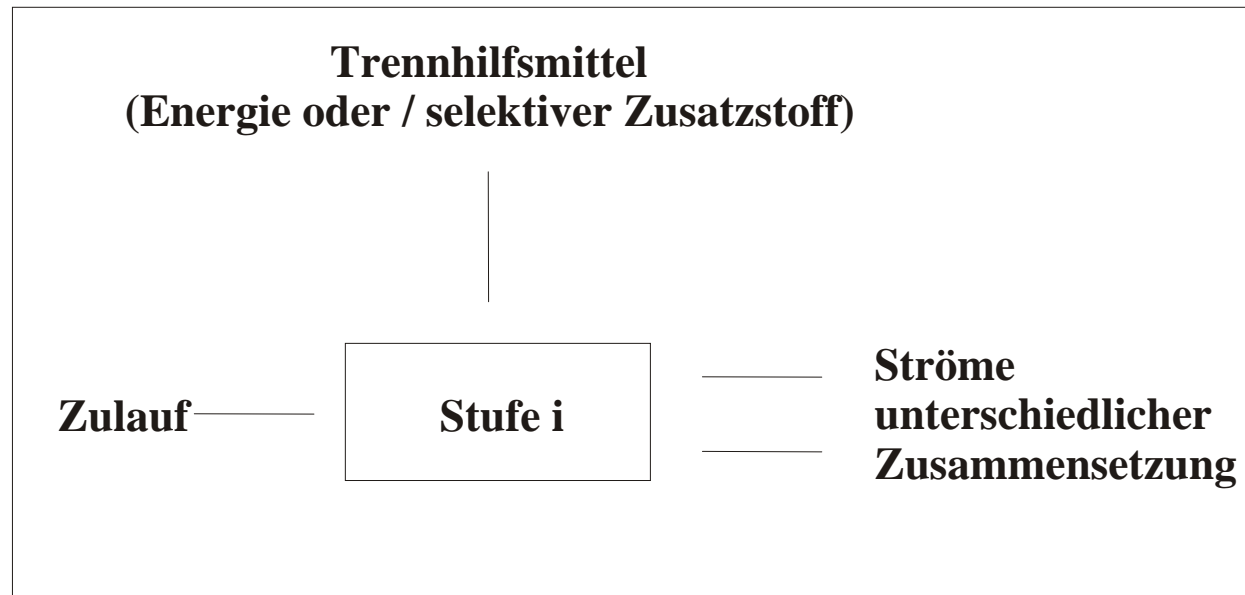 Trennhilfsmittel
(Energie oder / selektiver Zusatzstoff)
Zulauf
Stufe i
Ströme
unterschiedlicher
Zusammensetzung